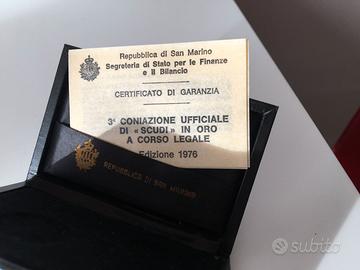 Repubblica di San Marino
Segreteria di Stato per le Finanze
e il Bilancio
CERTIFICATO DI GARANZIA
3ª CONIAZIONE UFFICIALE
DI «SCUDI» IN ORO
A CORSO LEGALE
Edizione 1976
REPUBBLICA DI SAN MARINO
subito